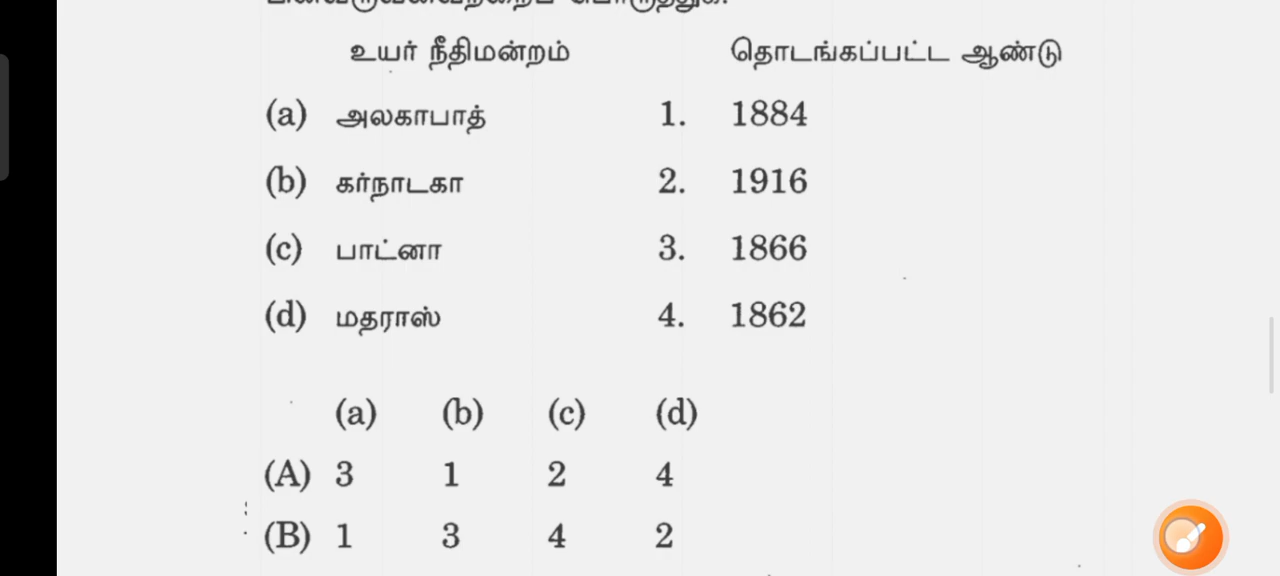 உயர் நீதிமன்றம் தொடங்கப்பட்ட ஆண்டு
(a) அலகாபாத் 1. 1884
(b) கர்நாடகா 2. 1916
(c) பாட்னா 3. 1866
(d) மதராஸ் 4. 1862
(a) (b) (c) (d)
(A) 3 1 2 4
(B) 1 3 4 2